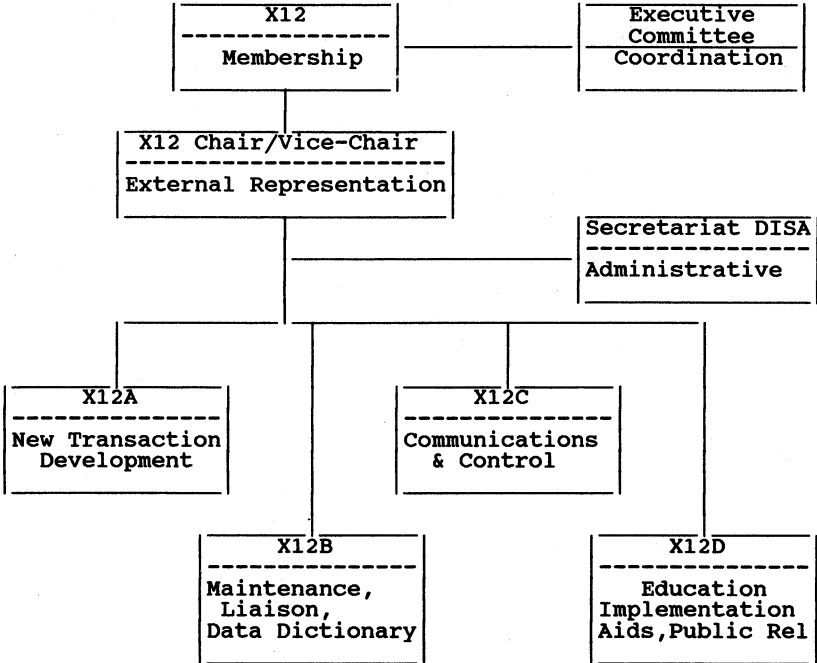 X12
Membership
Executive
Committee
Coordination
X12 Chair/Vice-Chair
External Representation
Secretariat DISA
Administrative
X12A
New Transaction
Development
X12C
Communications
& Control
X12B
Maintenance,
Liaison,
Data Dictionary
X12D
Education
Implementation
Aids,Public Rel